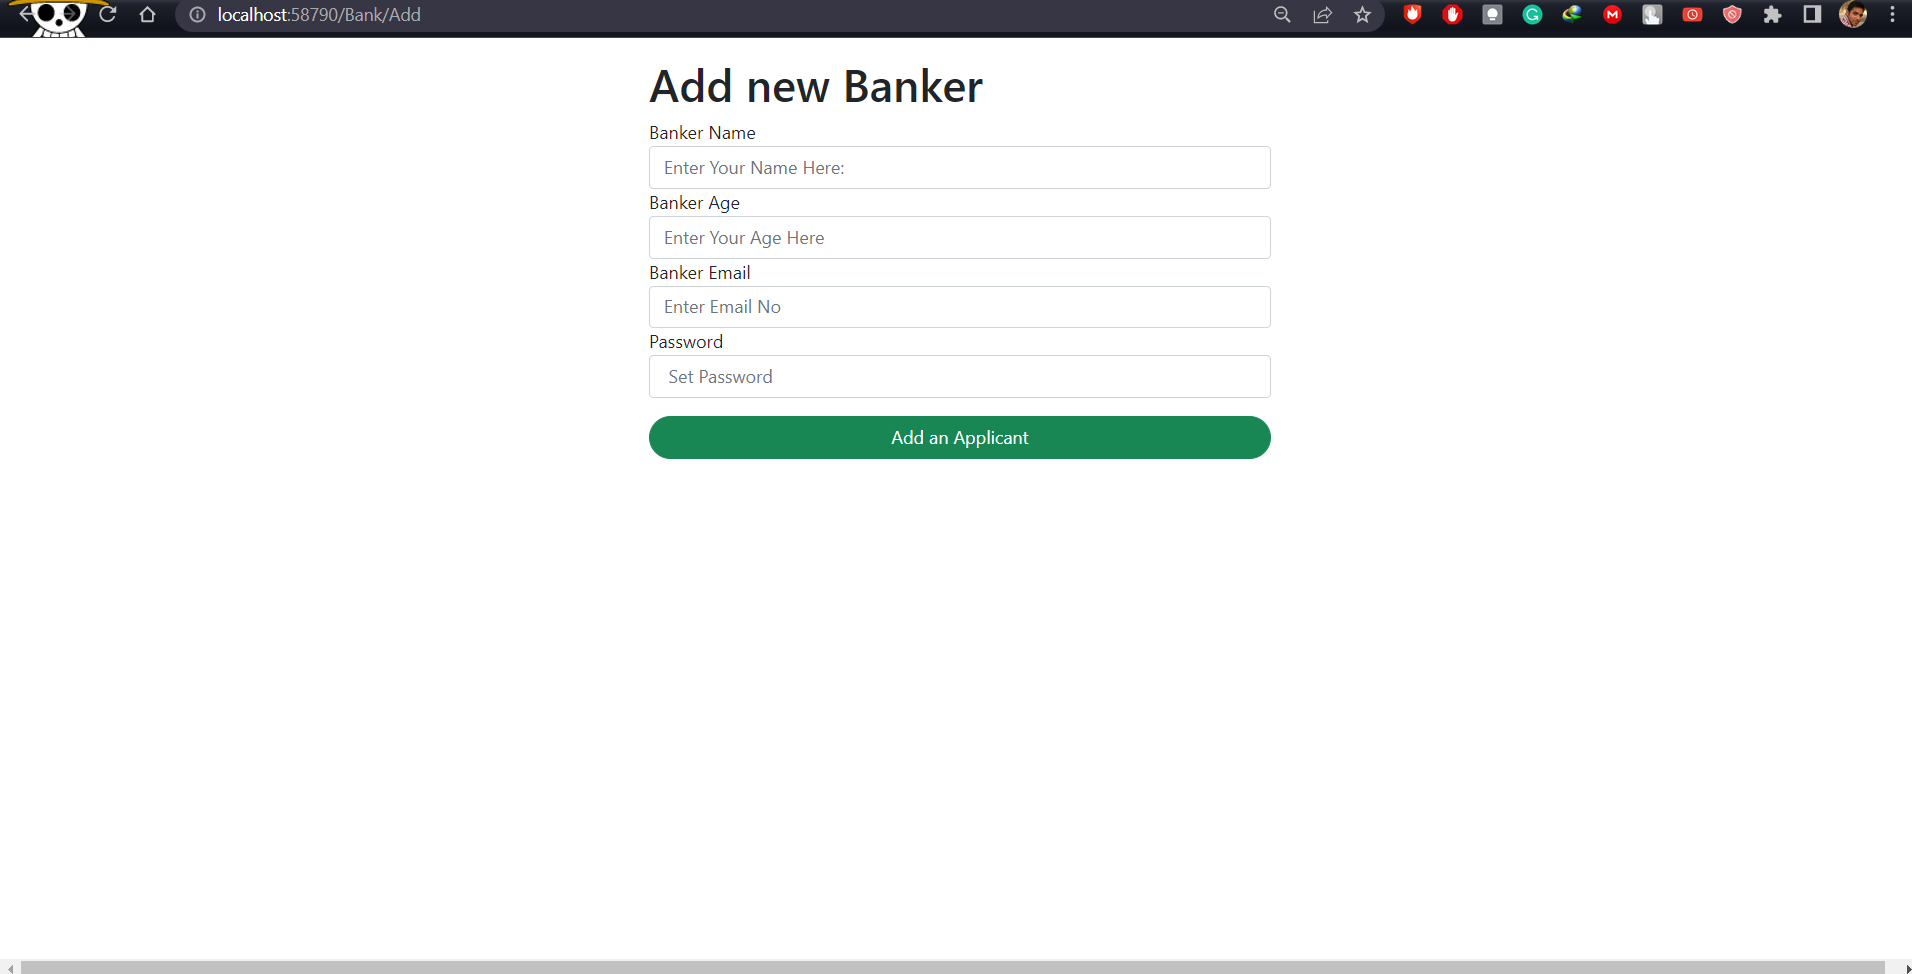 localhost:58790/Bank/Add
Add new Banker
Banker Name
Enter Your Name Here:
Banker Age
Enter Your Age Here
Banker Email
Enter Email No
Password
Set Password
Add an Applicant